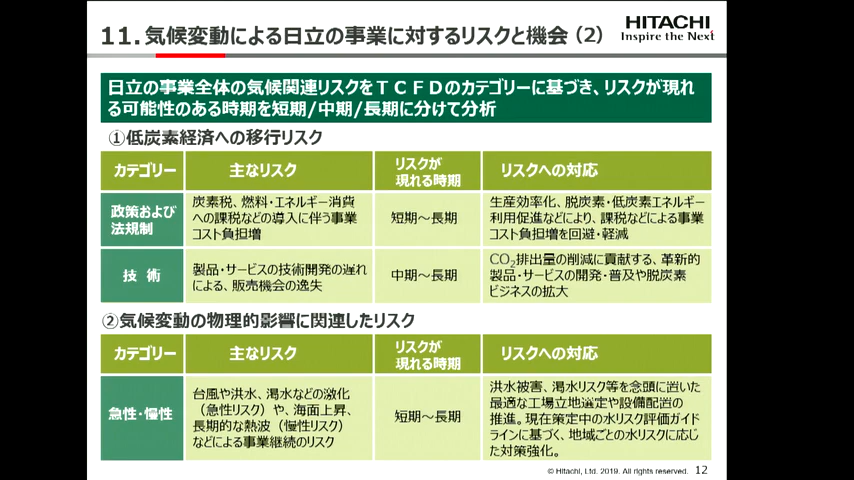 11.気候変動による日立の事業に対するリスクと機会（2）
HITACHI
Inspire the Next
日立の事業全体の気候関連リスクをＴＣＦＤのカテゴリーに基づき、リスクが現れ
る可能性のある時期を短期/中期/長期に分けて分析
①低炭素経済への移行リスク
カテゴリー
主なリスク
リスクが
現れる時期
リスクへの対応
政策および
法規制
炭素税、燃料・エネルギー消費
への課税などの導入に伴う事業
コスト負担増
短期～長期
生産効率化、脱炭素・低炭素エネルギー
利用促進などにより、課税などによる事業
コスト負担増を回避・軽減
技 術
製品・サービスの技術開発の遅れ
による、販売機会の逸失
中期～長期
CO₂排出量の削減に貢献する、革新的
製品・サービスの開発・普及や脱炭素
ビジネスの拡大
②気候変動の物理的影響に関連したリスク
カテゴリー
主なリスク
リスクが
現れる時期
リスクへの対応
急性・慢性
台風や洪水、渇水などの激化
（急性リスク）や、海面上昇、
長期的な熱波（慢性リスク）
などによる事業継続のリスク
短期～長期
洪水被害、渇水リスク等を念頭に置いた
最適な工場立地選定や設備配置の
推進。現在策定中の水リスク評価ガイド
ラインに基づく、地域ごとの水リスクに応じ
た対策強化。
© Hitachi, Ltd. 2019. All rights reserved.
12